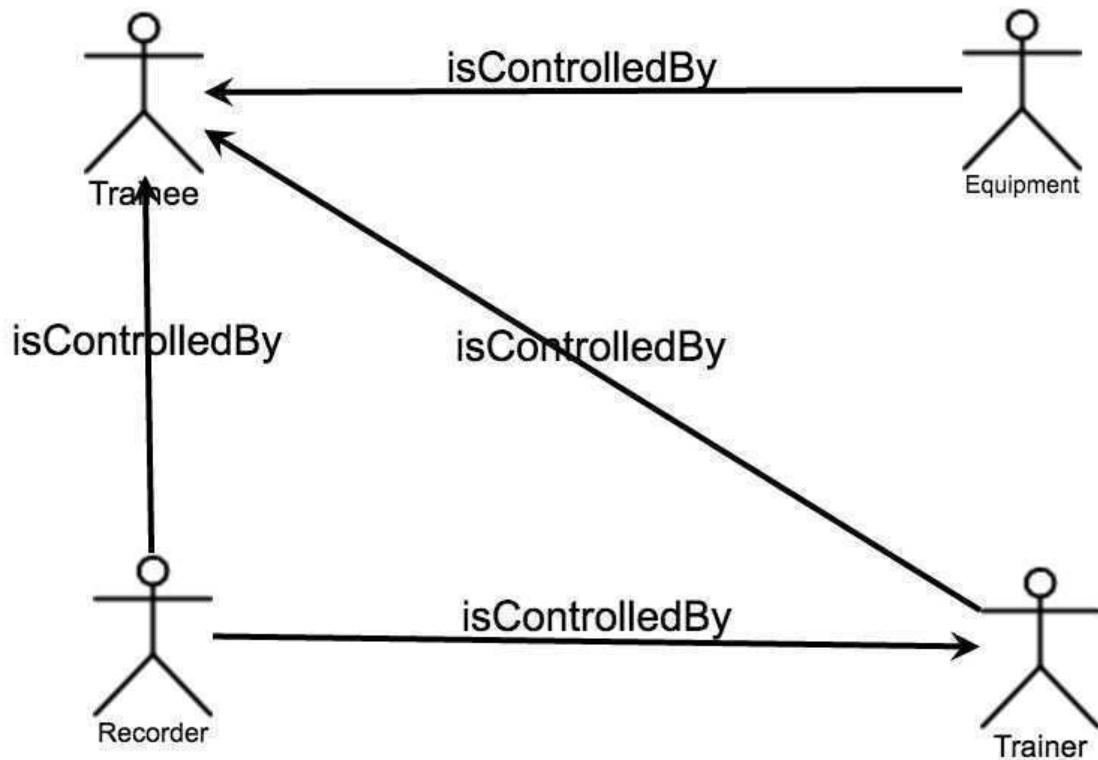 isControlledBy
Trainee
Equipment
isControlledBy
isControlledBy
isControlledBy
Recorder
Trainer